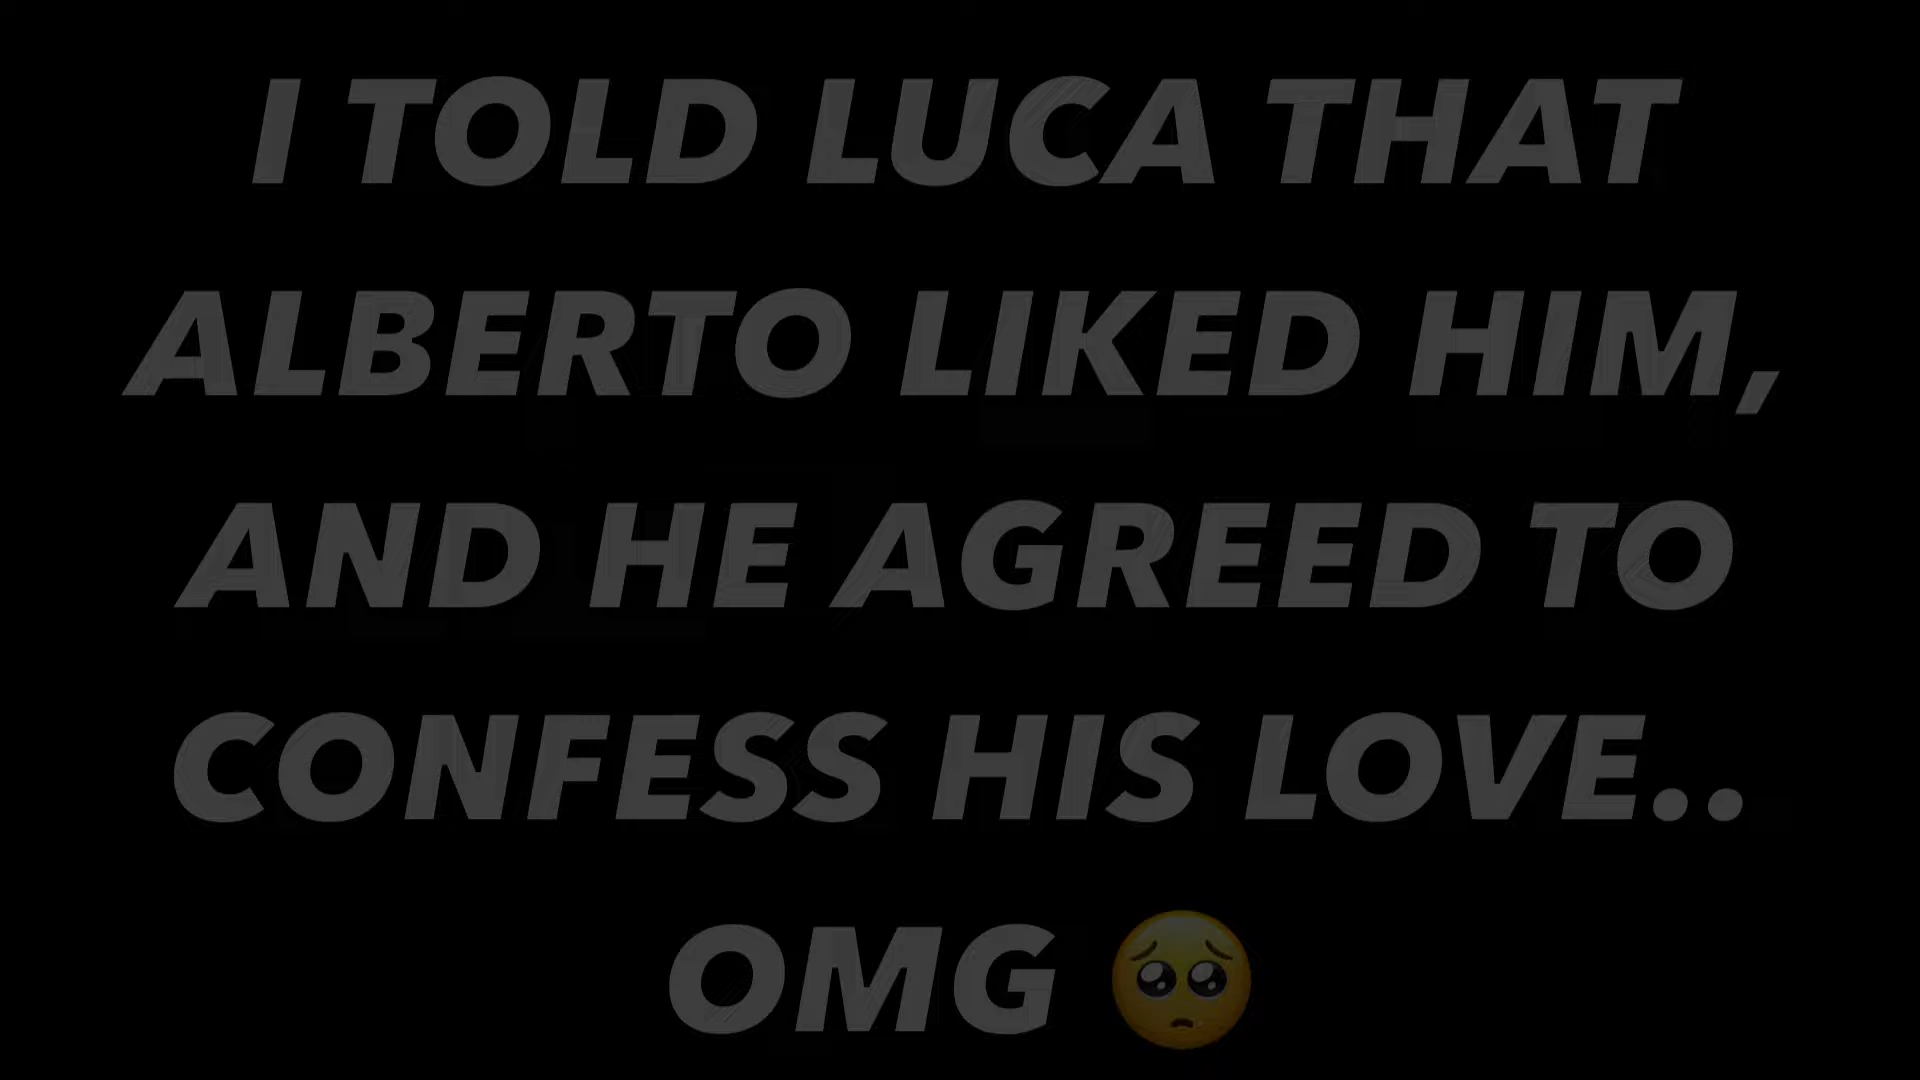 I TOLD LUCA THAT
ALBERTO LIKED HIM,
AND HE AGREED TO
CONFESS HIS LOVE..
OMG 🥺